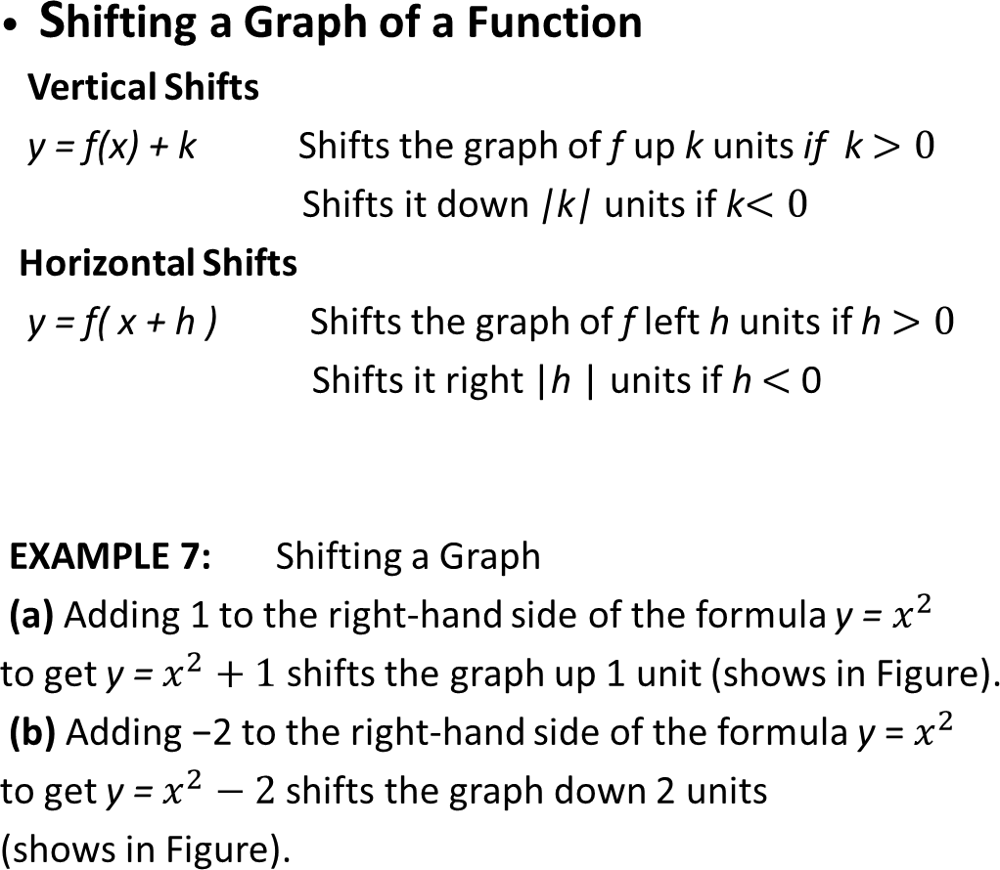 • Shifting a Graph of a Function
Vertical Shifts
y = f(x) + k Shifts the graph of f up k units if k > 0
Shifts it down |k| units if k< 0
Horizontal Shifts
y = f( x + h ) Shifts the graph of f left h units if h > 0
Shifts it right |h | units if h < 0
EXAMPLE 7: Shifting a Graph
(a) Adding 1 to the right-hand side of the formula y = x²
to get y = x² + 1 shifts the graph up 1 unit (shows in Figure).
(b) Adding −2 to the right-hand side of the formula y = x²
to get y = x² − 2 shifts the graph down 2 units
(shows in Figure).